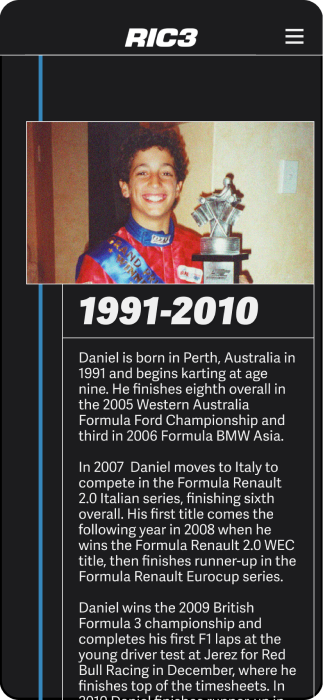 RIC3
1991-2010
Daniel is born in Perth, Australia in
1991 and begins karting at age
nine. He finishes eighth overall in
the 2005 Western Australia
Formula Ford Championship and
third in 2006 Formula BMW Asia.
In 2007 Daniel moves to Italy to
compete in the Formula Renault
2.0 Italian series, finishing sixth
overall. His first title comes the
following year in 2008 when he
wins the Formula Renault 2.0 WEC
title, then finishes runner-up in the
Formula Renault Eurocup series.
Daniel wins the 2009 British
Formula 3 championship and
completes his first F1 laps at the
young driver test at Jerez for Red
Bull Racing in December, where he
finishes top of the timesheets. In
2010 Daniel finishes runner-up in